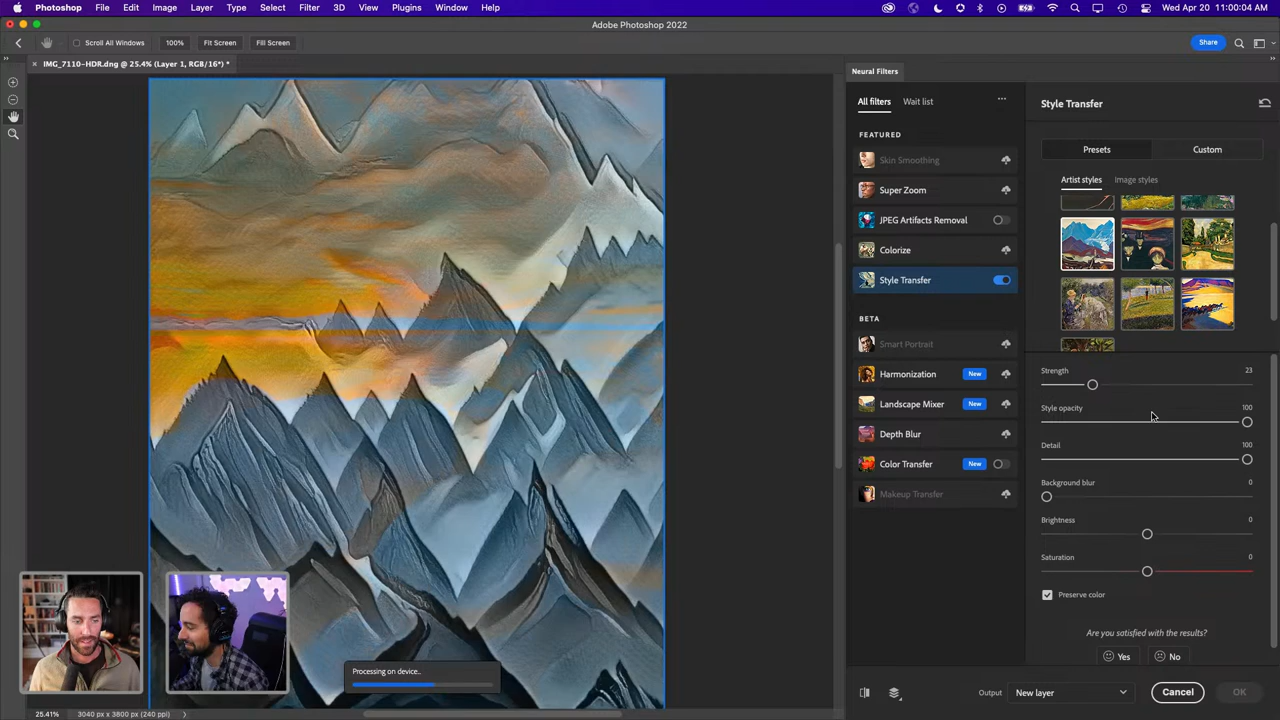 Photoshop File Edit Image Layer Type Select Filter 3D View Plugins Window Help Wed Apr 20 11:00:04 AM
Adobe Photoshop 2022
Scroll All Windows 100% Fit Screen Fill Screen Share
IMG_7110-HDR.dng @ 25.4% (Layer 1, RGB/16*) *
Neural Filters
All filters Wait list
FEATURED
Skin Smoothing
Super Zoom
JPEG Artifacts Removal
Colorize
Style Transfer
BETA
Smart Portrait
Harmonization New
Landscape Mixer New
Depth Blur
Color Transfer New
Makeup Transfer
Style Transfer
Presets Custom
Artist styles Image styles
Strength 23
Style opacity 100
Detail 100
Background blur 0
Brightness 0
Saturation 0
Preserve color
Are you satisfied with the results?
Yes No
Processing on device...
Output New layer Cancel OK
25.41% 3040 px x 3800 px (240 ppi)